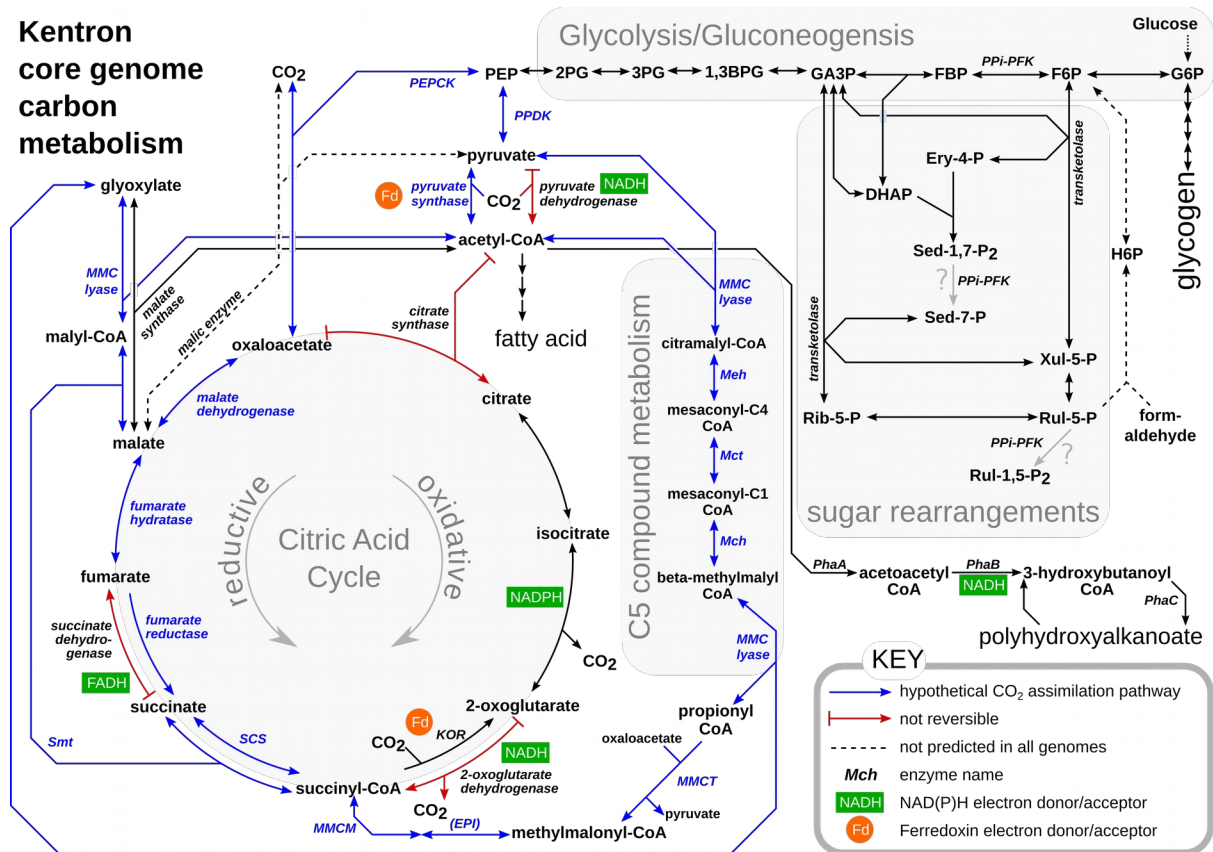 Kentron
core genome
carbon
metabolism
Glycolysis/Gluconeogensis
Glucose
CO2
PEPCK
PEP
2PG
3PG
1,3BPG
GA3P
FBP
PPi-PFK
F6P
G6P
PPDK
pyruvate
glyoxylate
Fd
pyruvate
synthase
CO2
pyruvate
dehydrogenase
NADH
acetyl-CoA
Ery-4-P
DHAP
transketolase
glycogen
Sed-1,7-P2
H6P
?
PPi-PFK
Sed-7-P
MMC
lyase
malate
synthase
malic enzyme
malyl-CoA
oxaloacetate
citrate
synthase
fatty acid
MMC
lyase
citramalyl-CoA
Meh
mesaconyl-C4
CoA
Mct
mesaconyl-C1
CoA
Mch
beta-methylmalyl
CoA
C5 compound metabolism
transketolase
Xul-5-P
Rib-5-P
Rul-5-P
form-
aldehyde
PPi-PFK
?
Rul-1,5-P2
sugar rearrangements
malate
dehydrogenase
citrate
malate
fumarate
hydratase
reductive
oxidative
Citric Acid
Cycle
isocitrate
NADPH
CO2
fumarate
fumarate
reductase
succinate
dehydro-
genase
FADH
succinate
Smt
SCS
succinyl-CoA
2-oxoglutarate
Fd
CO2
KOR
NADH
2-oxoglutarate
dehydrogenase
CO2
MMCM
(EPI)
methylmalonyl-CoA
MMC
lyase
propionyl
CoA
oxaloacetate
MMCT
pyruvate
PhaA
acetoacetyl
CoA
PhaB
NADH
3-hydroxybutanoyl
CoA
PhaC
polyhydroxyalkanoate
KEY
hypothetical CO2 assimilation pathway
not reversible
not predicted in all genomes
Mch enzyme name
NADH NAD(P)H electron donor/acceptor
Fd Ferredoxin electron donor/acceptor